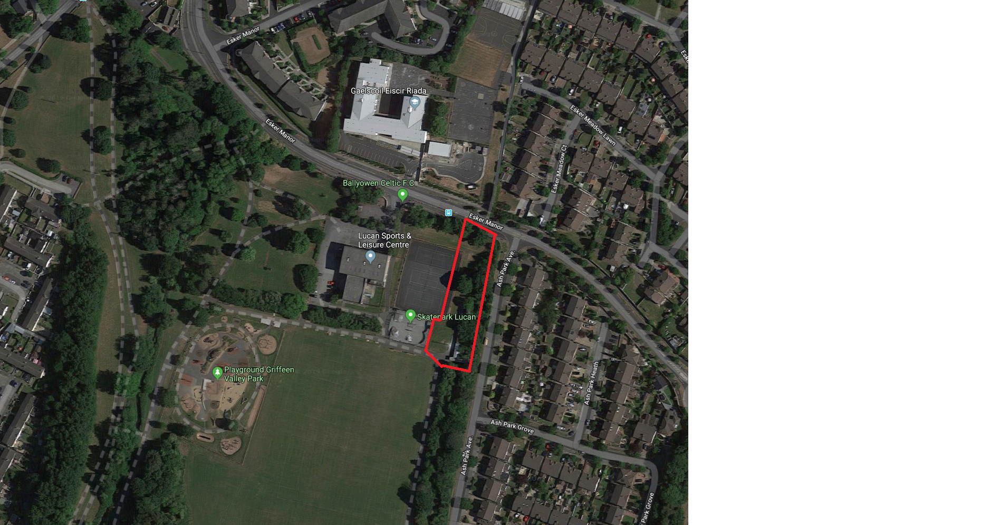 Esker Manor
Gaelscoil Eiscir Riada
Esker Manor
Esker Meadow Lawn
Esker Meadow Ct
Ballyowen Celtic F.C
Esker Manor
Lucan Sports &
Leisure Centre
Ash Park Ave.
Skatepark Lucan
Playground Griffeen
Valley Park
Ash Park Heath
Ash Park Grove
Ash Park Ave.
Park Grove